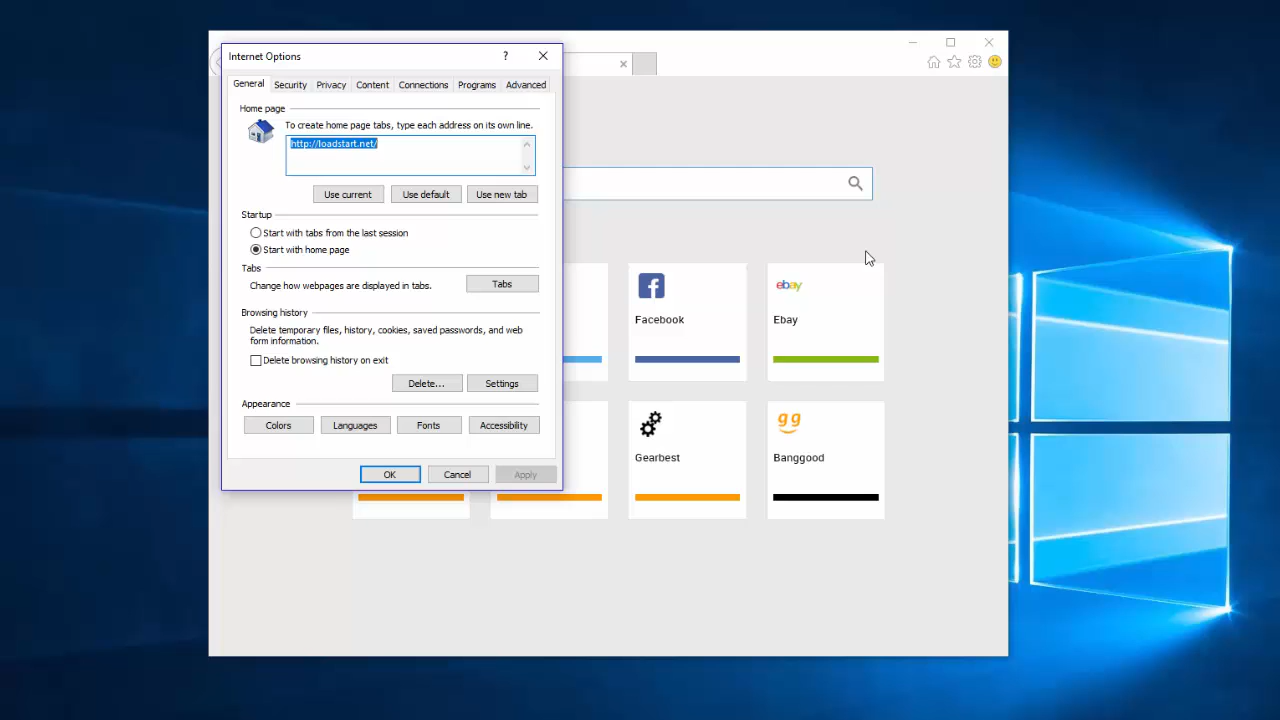 Internet Options
?
General Security Privacy Content Connections Programs Advanced
Home page
To create home page tabs, type each address on its own line.
http://loadstart.net/
Use current Use default Use new tab
Startup
Start with tabs from the last session
Start with home page
Tabs
Change how webpages are displayed in tabs.
Tabs
Browsing history
Delete temporary files, history, cookies, saved passwords, and web
form information.
Delete browsing history on exit
Delete... Settings
Appearance
Colors Languages Fonts Accessibility
OK Cancel Apply
Facebook
ebay
Ebay
Gearbest
gg
Banggood